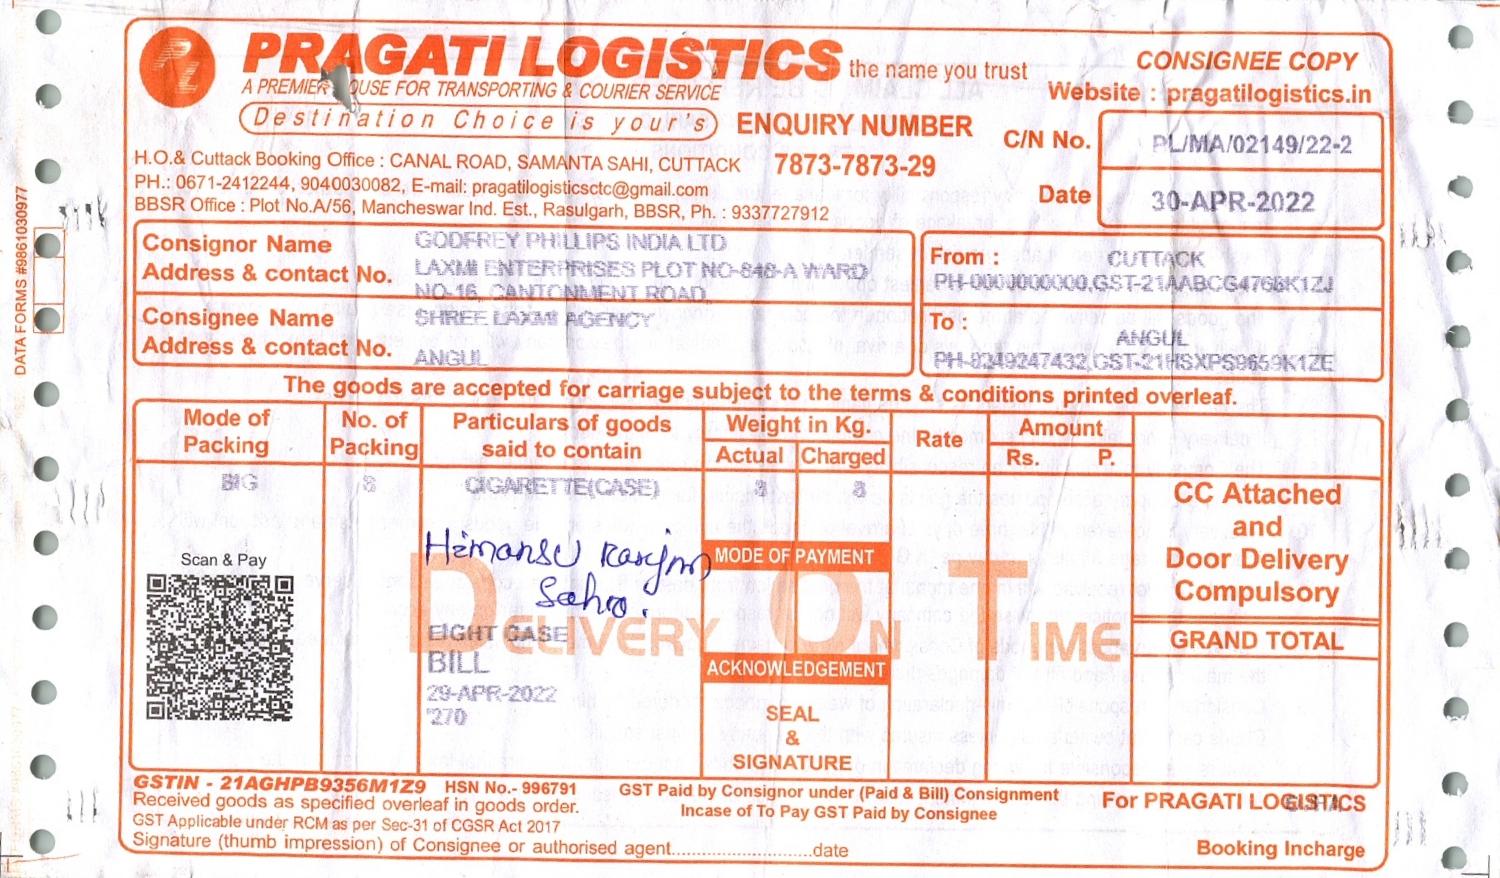 PRAGATI LOGISTICS the name you trust
A PREMIER HOUSE FOR TRANSPORTING & COURIER SERVICE
Destination Choice is your's
ENQUIRY NUMBER
7873-7873-29
CONSIGNEE COPY
Website : pragatilogistics.in
C/N No. PL/MA/02149/22-2
Date 30-APR-2022
H.O.& Cuttack Booking Office : CANAL ROAD, SAMANTA SAHI, CUTTACK
PH.: 0671-2412244, 9040030082, E-mail: pragatilogisticsctc@gmail.com
BBSR Office : Plot No.A/56, Mancheswar Ind. Est., Rasulgarh, BBSR, Ph. : 9337727912
DATA FORMS #9861030977
Consignor Name GODFREY PHILLIPS INDIA LTD
Address & contact No. LAXMI ENTERPRISES PLOT NO-848-A WARD
NO-16, CANTONMENT ROAD,
From : CUTTACK
PH-0000000000,GST-21AABCG4768K1ZJ
Consignee Name SHREE LAXMI AGENCY
Address & contact No. ANGUL
To : ANGUL
PH-8249247432,GST-21HSXPS9659K1ZE
The goods are accepted for carriage subject to the terms & conditions printed overleaf.
Mode of Packing
No. of Packing
Particulars of goods said to contain
Weight in Kg.
Actual Charged
Rate
Amount
Rs. P.
BIG 8 CIGARETTE(CASE) 8 8
CC Attached
and
Door Delivery
Compulsory
GRAND TOTAL
Scan & Pay
Himansu Ranjan
Sahoo.
MODE OF PAYMENT
DELIVERY ON TIME
EIGHT CASE
BILL
29-APR-2022
'270
ACKNOWLEDGEMENT
SEAL
&
SIGNATURE
GSTIN - 21AGHPB9356M1Z9 HSN No.- 996791
Received goods as specified overleaf in goods order.
GST Applicable under RCM as per Sec-31 of CGSR Act 2017
Signature (thumb impression) of Consignee or authorised agent..........................date
GST Paid by Consignor under (Paid & Bill) Consignment
Incase of To Pay GST Paid by Consignee
For PRAGATI LOGISTICS
Booking Incharge